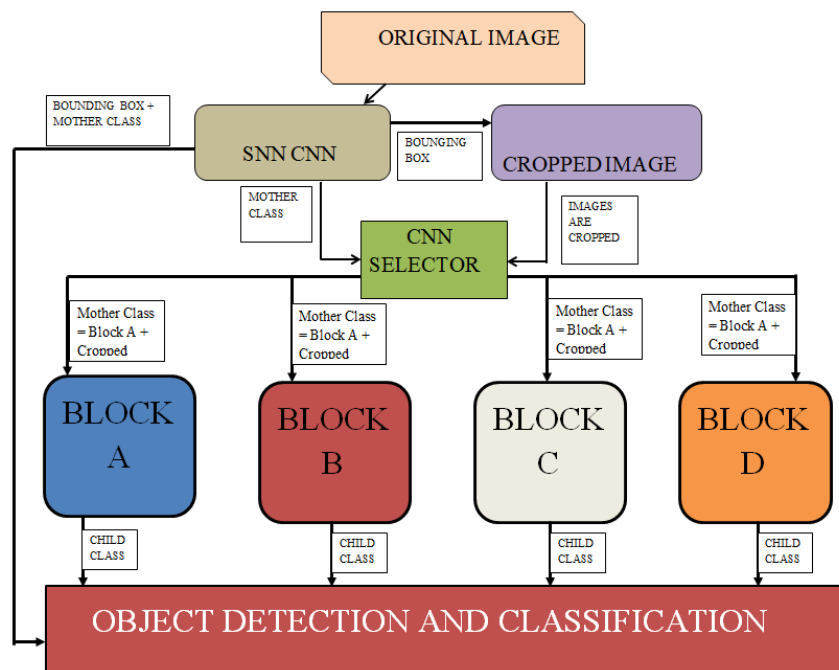 ORIGINAL IMAGE
BOUNDING BOX +
MOTHER CLASS
SNN CNN
BOUNGING
BOX
CROPPED IMAGE
MOTHER
CLASS
IMAGES
ARE
CROPPED
CNN
SELECTOR
Mother Class
= Block A +
Cropped
Mother Class
= Block A +
Cropped
Mother Class
= Block A +
Cropped
Mother Class
= Block A +
Cropped
BLOCK
A
BLOCK
B
BLOCK
C
BLOCK
D
CHILD
CLASS
CHILD
CLASS
CHILD
CLASS
CHILD
CLASS
OBJECT DETECTION AND CLASSIFICATION